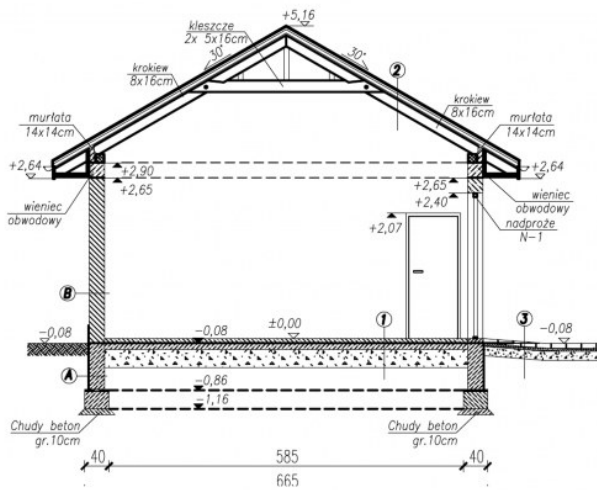 +5,16
kleszcze
2x 5x16cm
30°
30°
krokiew
8x16cm
2
krokiew
8x16cm
murłata
14x14cm
murłata
14x14cm
+2,64
+2,90
+2,64
+2,65
+2,65
+2,40
wieniec
obwodowy
wieniec
obwodowy
+2,07
nadproże
N-1
B
-0,08
-0,08
±0,00
1
3
-0,08
A
-0,86
-1,16
Chudy beton
gr.10cm
Chudy beton
gr.10cm
40
585
40
665